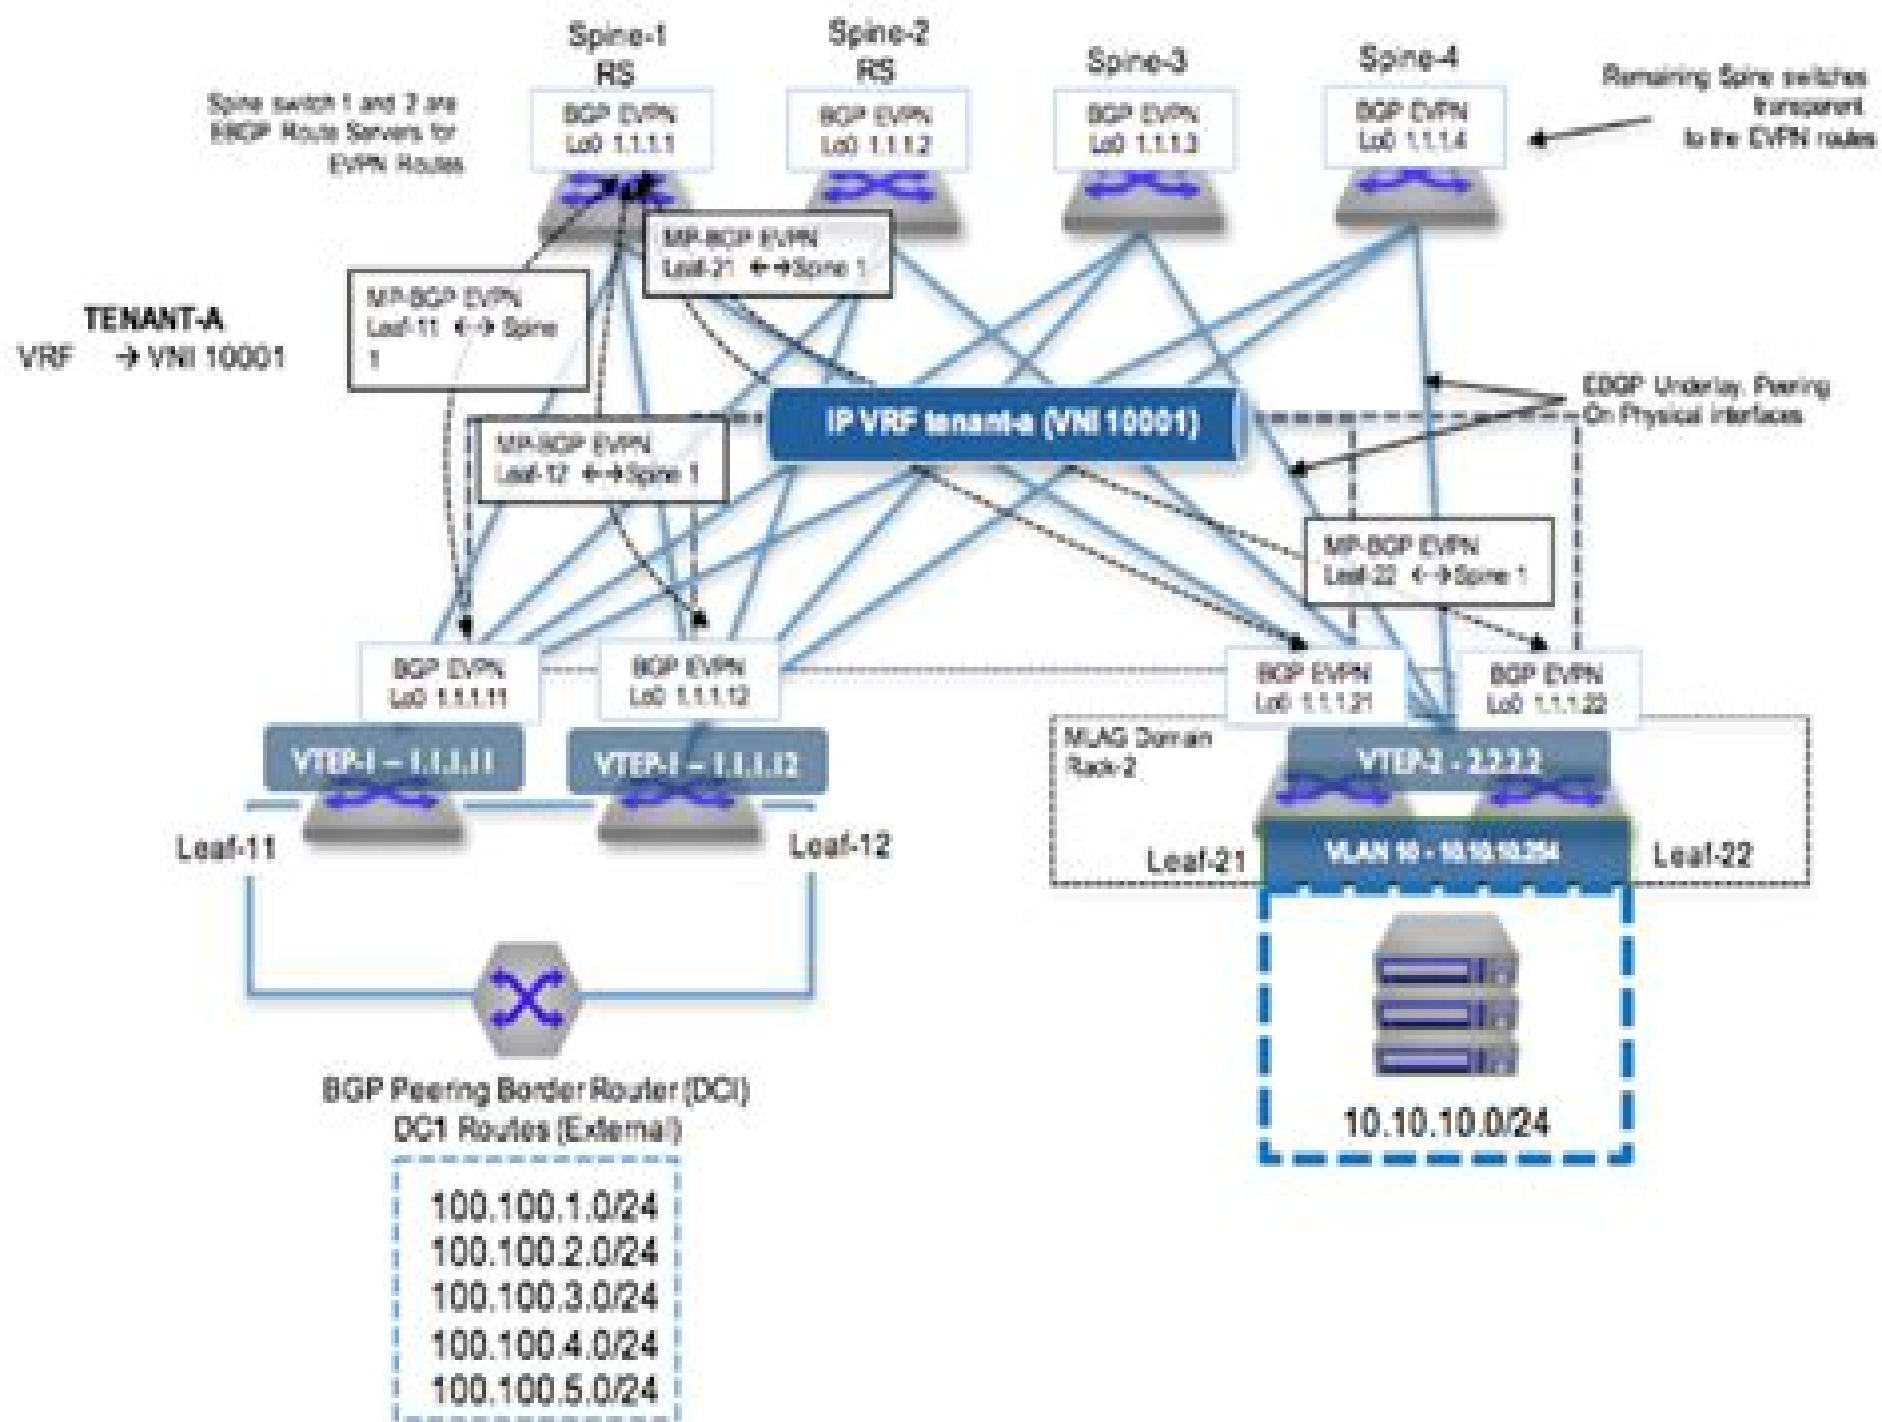 Spine-1
RS
Spine-2
RS
Spine-3
Spine-4
Spine switch 1 and 2 are
EBGP Route Servers for
EVPN Routes
BGP EVPN
Lo0 1.1.1.1
BGP EVPN
Lo0 1.1.1.2
BGP EVPN
Lo0 1.1.1.3
BGP EVPN
Lo0 1.1.1.4
Remaining Spine switches
transparent
to the EVPN routes
MP-BGP EVPN
Leaf-21 ←→Spine 1
MP-BGP EVPN
Leaf-11 ←→ Spine
1
TENANT-A
VRF → VNI 10001
IP VRF tenant-a (VNI 10001)
EBGP Underlay. Peering
On Physical interfaces
MP-BGP EVPN
Leaf-12 ←→Spine 1
MP-BGP EVPN
Leaf-22 ←→Spine 1
BGP EVPN
Lo0 1.1.1.11
BGP EVPN
Lo0 1.1.1.12
BGP EVPN
Lo0 1.1.1.21
BGP EVPN
Lo0 1.1.1.22
VTEP-1 – 1.1.1.11
VTEP-1 – 1.1.1.12
MLAG Domain
Rack-2
VTEP-2 - 2.2.2.2
Leaf-11
Leaf-12
Leaf-21
VLAN 10 - 10.10.10.254
Leaf-22
BGP Peering Border Router (DCI)
DC1 Routes (External)
100.100.1.0/24
100.100.2.0/24
100.100.3.0/24
100.100.4.0/24
100.100.5.0/24
10.10.10.0/24